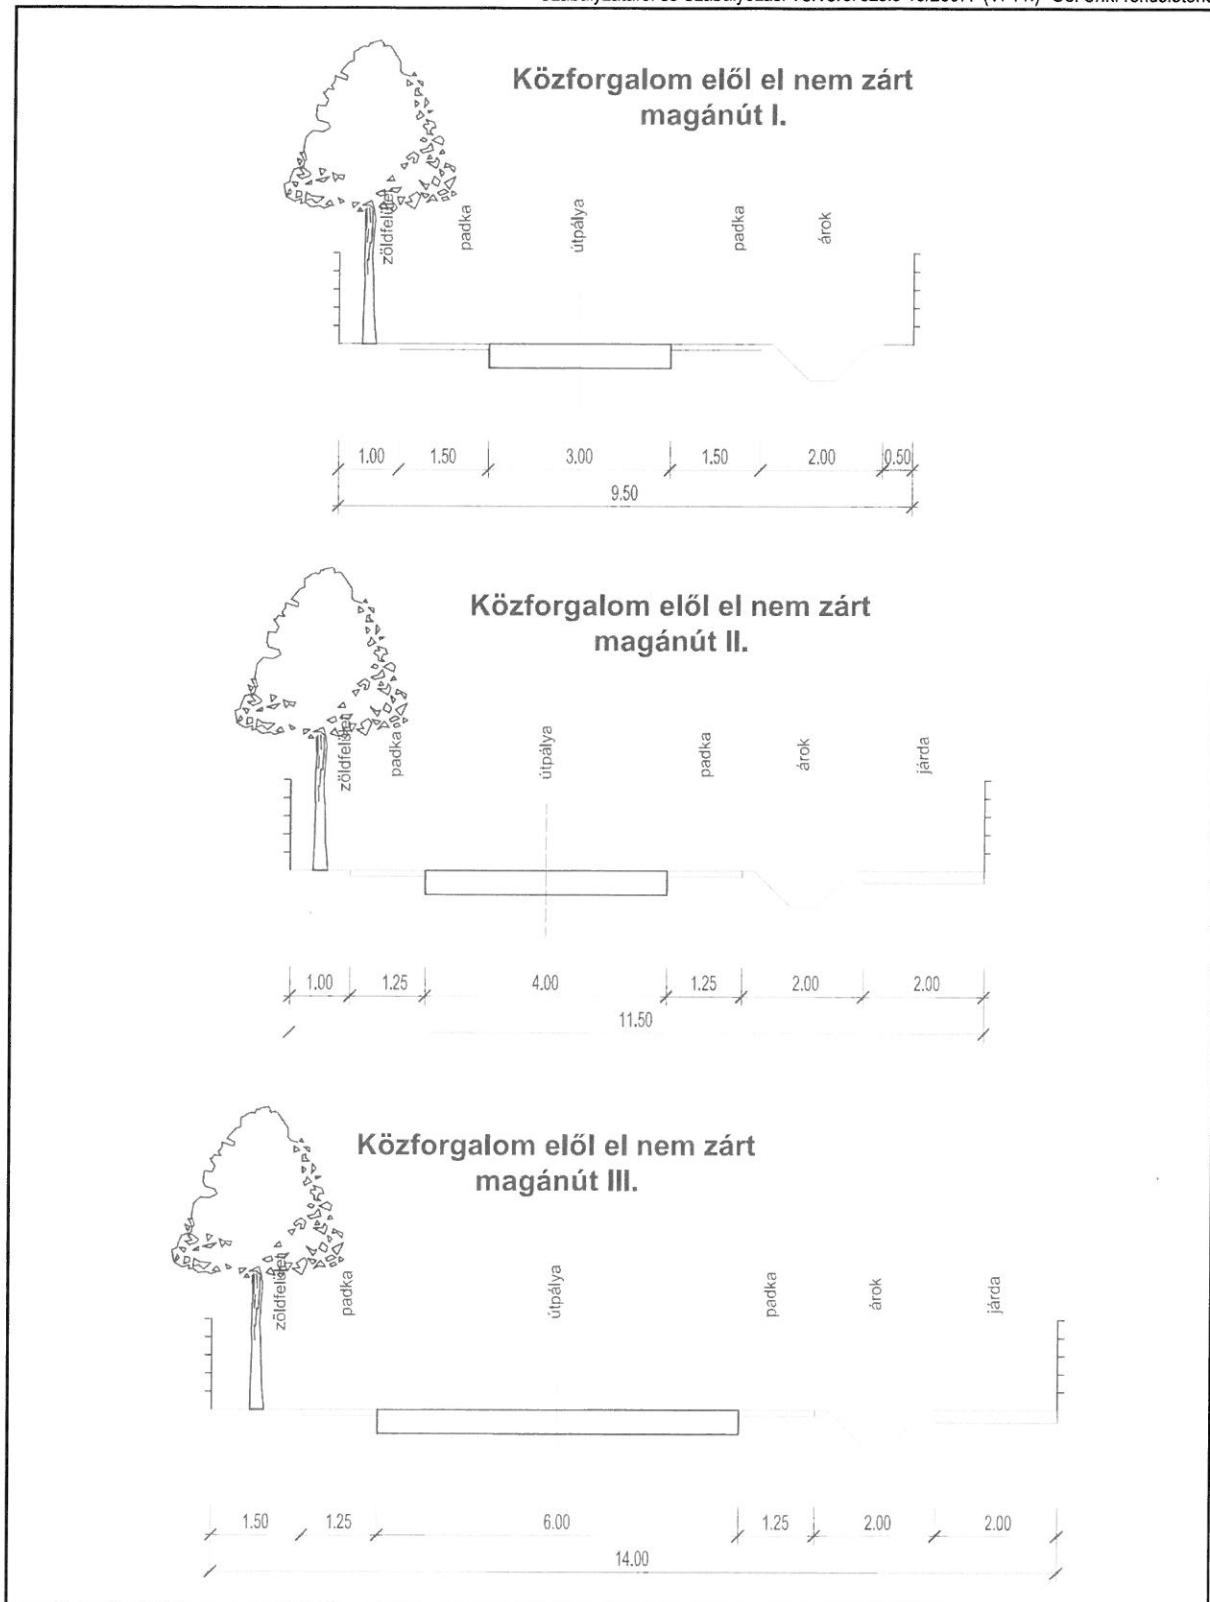 Közforgalom elől el nem zárt
magánút I.
zöldfelület
padka
útpálya
padka
árok
1.00
1.50
3.00
1.50
2.00
0.50
9.50
Közforgalom elől el nem zárt
magánút II.
zöldfelület
padka
útpálya
padka
árok
járda
1.00
1.25
4.00
1.25
2.00
2.00
11.50
Közforgalom elől el nem zárt
magánút III.
zöldfelület
padka
útpálya
padka
árok
járda
1.50
1.25
6.00
1.25
2.00
2.00
14.00